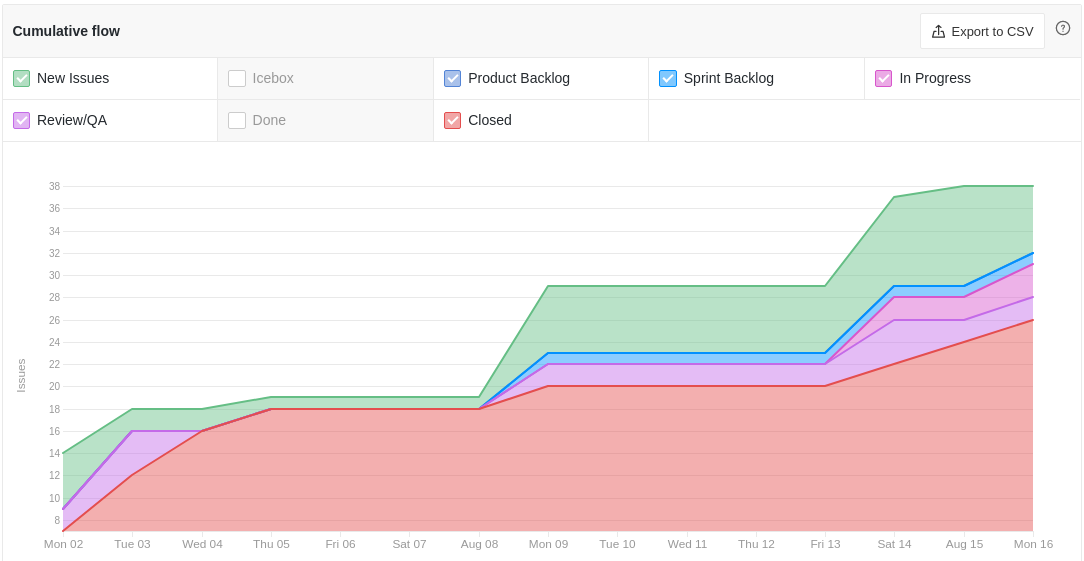 Cumulative flow
Export to CSV
?
New Issues
Icebox
Product Backlog
Sprint Backlog
In Progress
Review/QA
Done
Closed
38
36
34
32
30
28
26
24
22
20
18
16
14
12
10
8
Issues
Mon 02
Tue 03
Wed 04
Thu 05
Fri 06
Sat 07
Aug 08
Mon 09
Tue 10
Wed 11
Thu 12
Fri 13
Sat 14
Aug 15
Mon 16